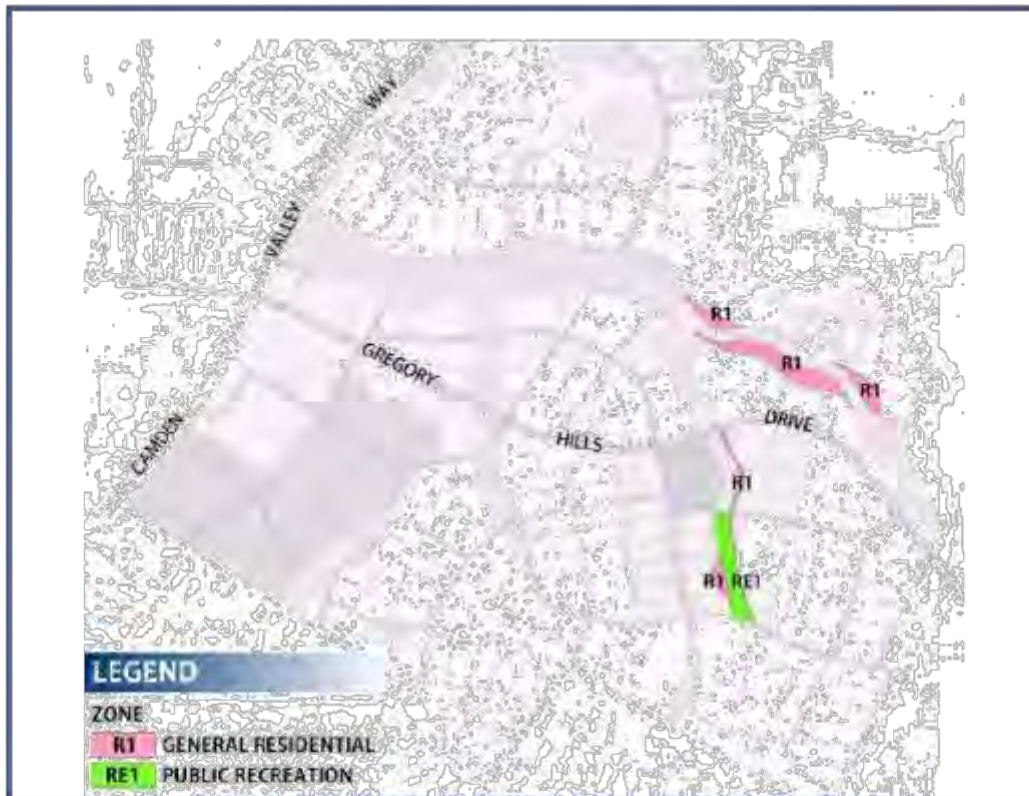 WAY
VALLEY
CAMDEN
GREGORY
HILLS
DRIVE
R1
R1
R1
R1
R1 RE1
LEGEND
ZONE
R1 GENERAL RESIDENTIAL
RE1 PUBLIC RECREATION